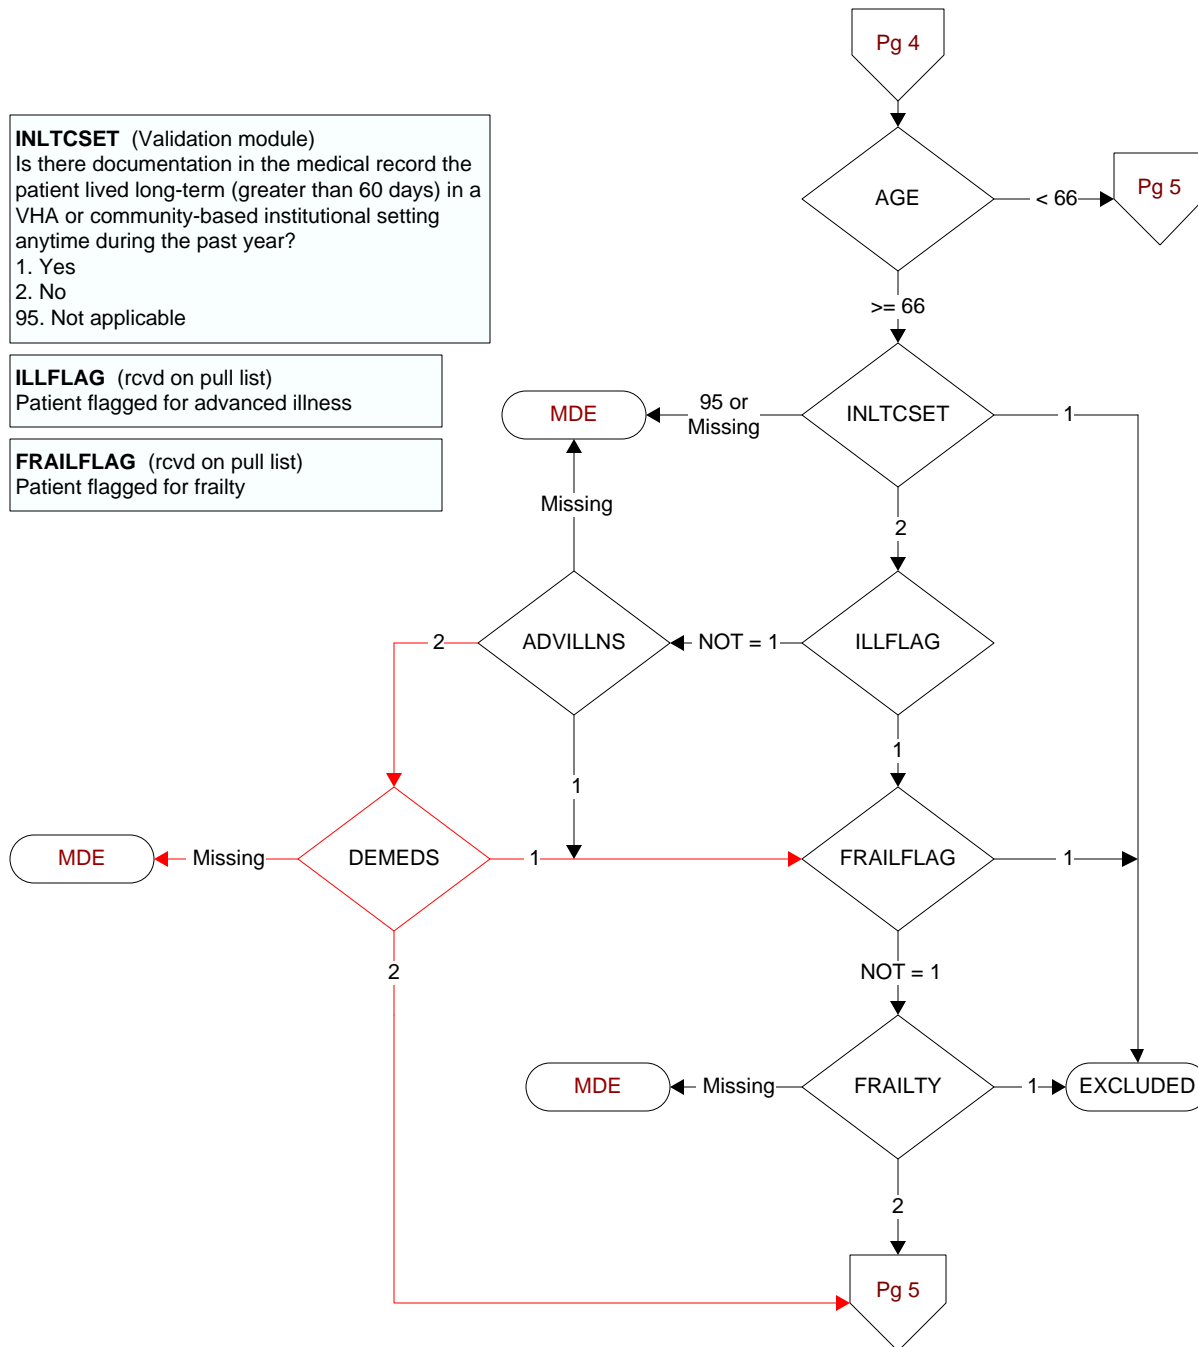 Pg 4
INLTCSET (Validation module)
Is there documentation in the medical record the
patient lived long-term (greater than 60 days) in a
VHA or community-based institutional setting
anytime during the past year?
1. Yes
2. No
95. Not applicable
AGE
< 66
Pg 5
>= 66
ILLFLAG (rcvd on pull list)
Patient flagged for advanced illness
MDE
95 or
Missing
INLTCSET
1
FRAILFLAG (rcvd on pull list)
Patient flagged for frailty
Missing
2
2
ADVILLNS
NOT = 1
ILLFLAG
1
1
MDE
Missing
DEMEDS
1
FRAILFLAG
1
2
NOT = 1
MDE
Missing
FRAILTY
1
EXCLUDED
2
Pg 5